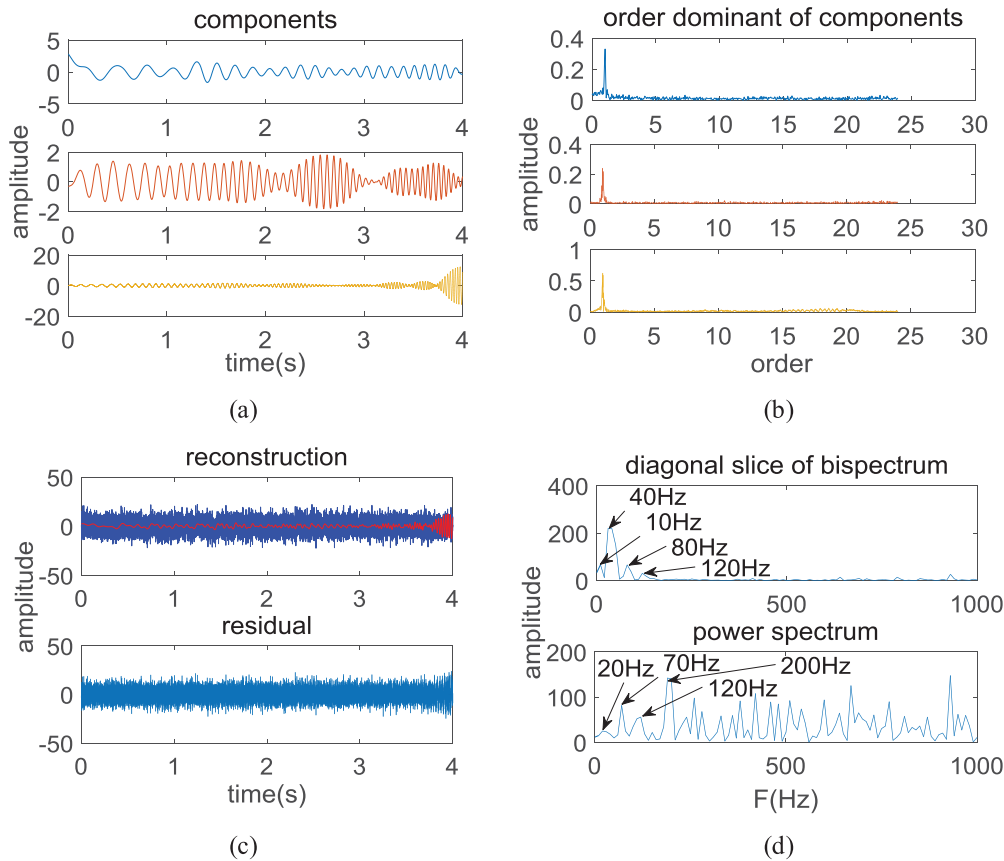 components
5
0
-5
0 1 2 3 4
2
0
-2
0 1 2 3 4
20
0
-20
0 1 2 3 4
amplitude
time(s)
(a)
order dominant of components
0.4
0.2
0
0 5 10 15 20 25 30
0.4
0.2
0
0 5 10 15 20 25 30
1
0.5
0
0 5 10 15 20 25 30
amplitude
order
(b)
reconstruction
50
0
-50
0 1 2 3 4
residual
50
0
-50
0 1 2 3 4
amplitude
time(s)
(c)
diagonal slice of bispectrum
400
200
0
40Hz
10Hz
80Hz
120Hz
0 500 1000
power spectrum
200
100
0
20Hz 70Hz 200Hz
120Hz
0 500 1000
amplitude
F(Hz)
(d)